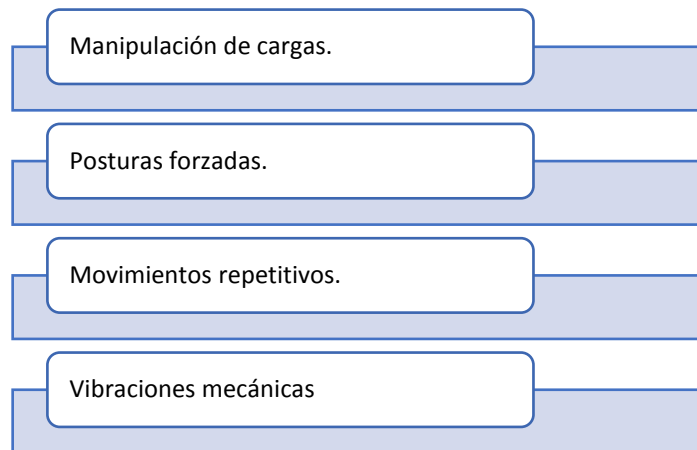 Manipulación de cargas.
Posturas forzadas.
Movimientos repetitivos.
Vibraciones mecánicas